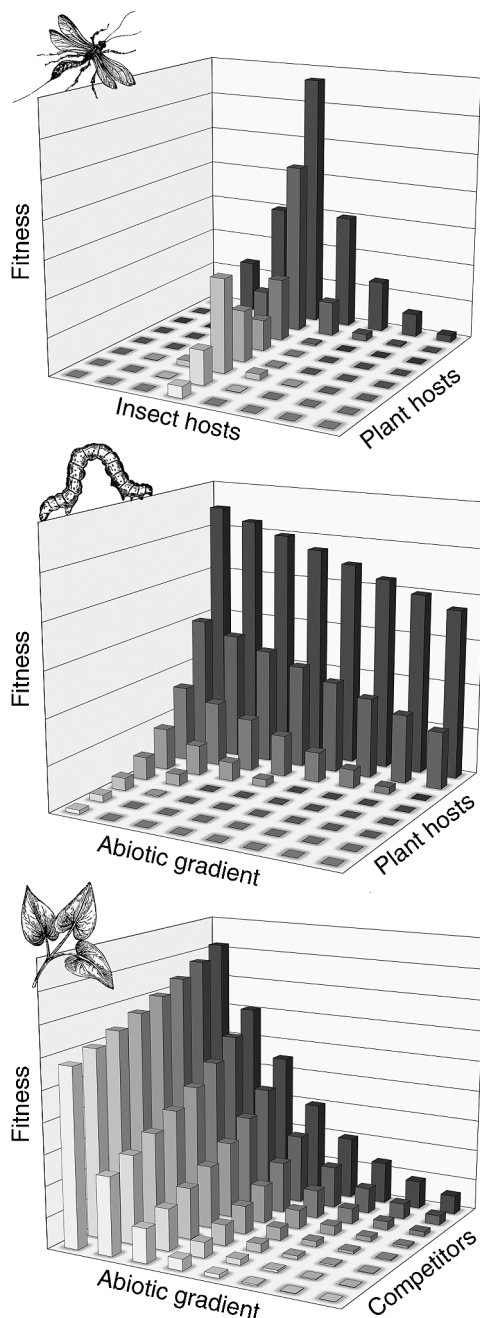 Fitness
Insect hosts
Plant hosts
Fitness
Abiotic gradient
Plant hosts
Fitness
Abiotic gradient
Competitors